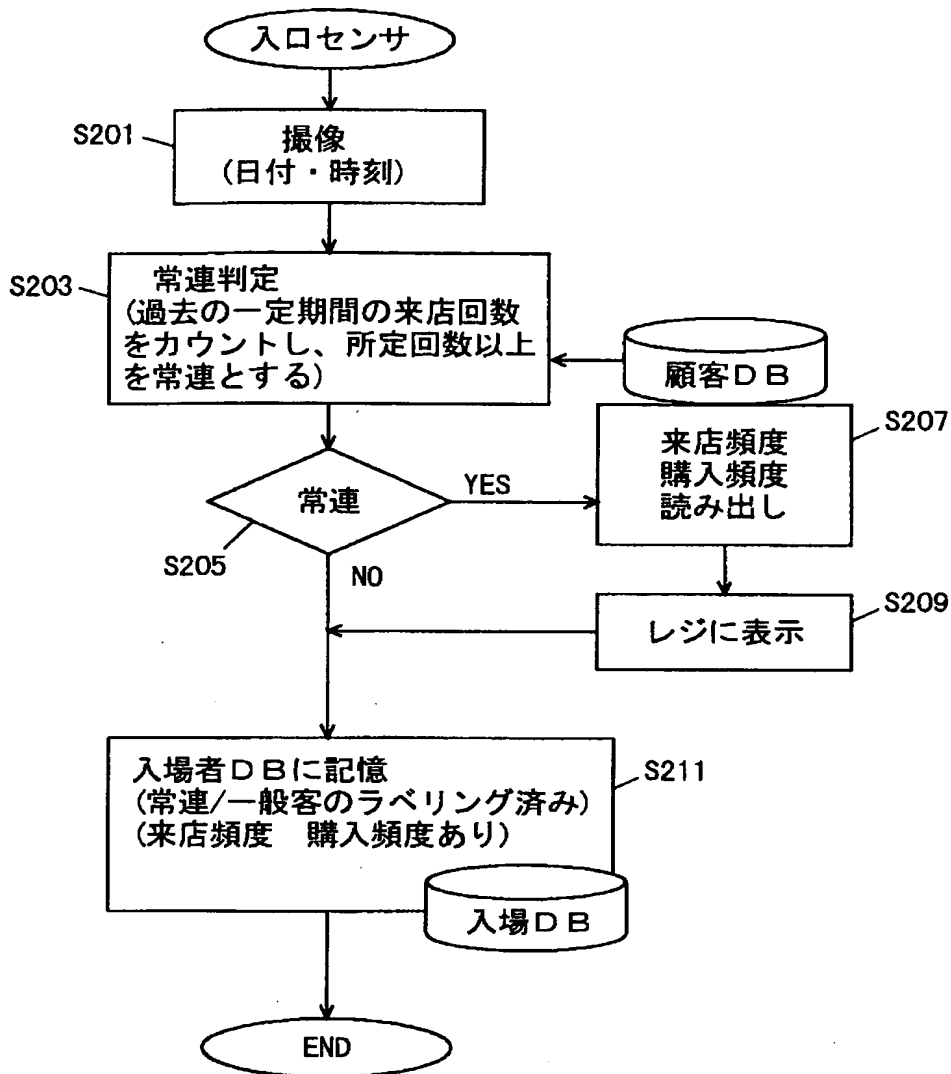 入口センサ
S201
撮像
(日付・時刻)
S203
常連判定
(過去の一定期間の来店回数
をカウントし、所定回数以上
を常連とする)
顧客DB
S205
常連
YES
NO
S207
来店頻度
購入頻度
読み出し
S209
レジに表示
S211
入場者DBに記憶
(常連/一般客のラベリング済み)
(来店頻度　購入頻度あり)
入場DB
END